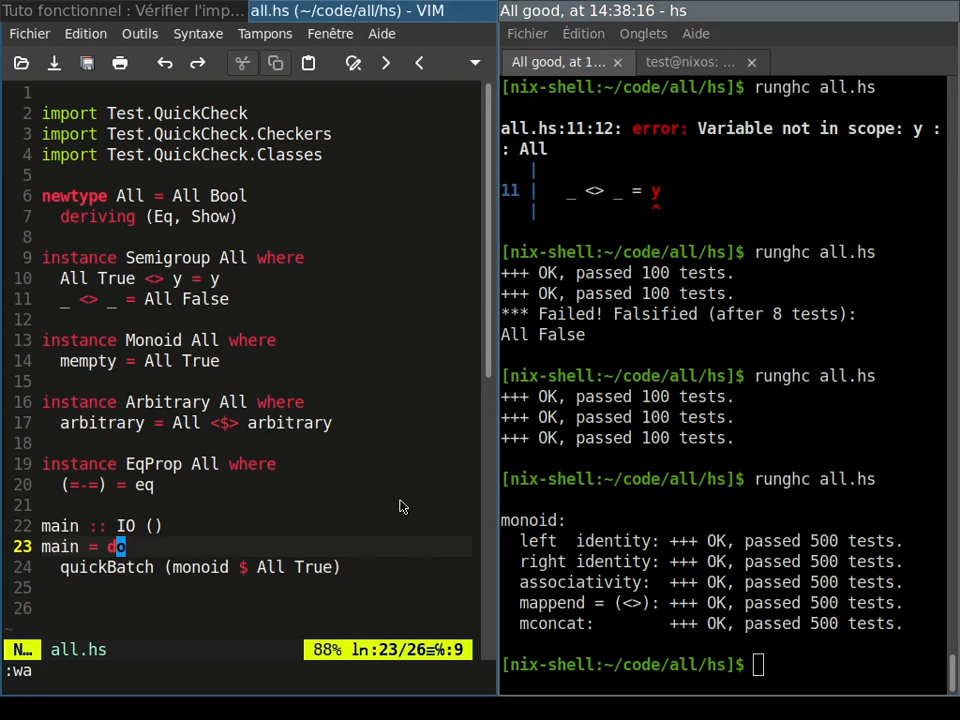 Tuto fonctionnel : Vérifier l'imp... all.hs (~/code/all/hs) - VIM
Fichier Edition Outils Syntaxe Tampons Fenêtre Aide
1
2 import Test.QuickCheck
3 import Test.QuickCheck.Checkers
4 import Test.QuickCheck.Classes
5
6 newtype All = All Bool
7   deriving (Eq, Show)
8
9 instance Semigroup All where
10   All True <> y = y
11   _ <> _ = All False
12
13 instance Monoid All where
14   mempty = All True
15
16 instance Arbitrary All where
17   arbitrary = All <$> arbitrary
18
19 instance EqProp All where
20   (=-=) = eq
21
22 main :: IO ()
23 main = do
24   quickBatch (monoid $ All True)
25
26
~
N... all.hs 88% ln:23/26≡℅:9
:wa
All good, at 14:38:16 - hs
Fichier Édition Onglets Aide
All good, at 1... × test@nixos: ... ×
[nix-shell:~/code/all/hs]$ runghc all.hs
all.hs:11:12: error: Variable not in scope: y :
: All
|
11 |   _ <> _ = y
|            ^
[nix-shell:~/code/all/hs]$ runghc all.hs
+++ OK, passed 100 tests.
+++ OK, passed 100 tests.
*** Failed! Falsified (after 8 tests):
All False
[nix-shell:~/code/all/hs]$ runghc all.hs
+++ OK, passed 100 tests.
+++ OK, passed 100 tests.
+++ OK, passed 100 tests.
[nix-shell:~/code/all/hs]$ runghc all.hs
monoid:
  left  identity: +++ OK, passed 500 tests.
  right identity: +++ OK, passed 500 tests.
  associativity:  +++ OK, passed 500 tests.
  mappend = (<>): +++ OK, passed 500 tests.
  mconcat:        +++ OK, passed 500 tests.
[nix-shell:~/code/all/hs]$